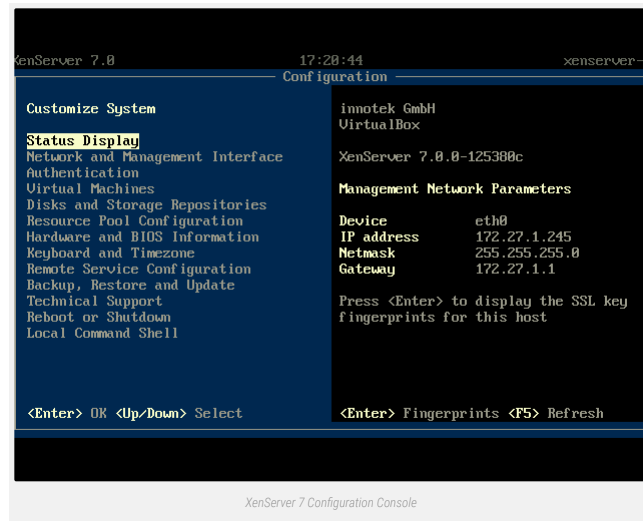 XenServer 7.0 17:20:44 xenserver-
Configuration
Customize System
Status Display
Network and Management Interface
Authentication
Virtual Machines
Disks and Storage Repositories
Resource Pool Configuration
Hardware and BIOS Information
Keyboard and Timezone
Remote Service Configuration
Backup, Restore and Update
Technical Support
Reboot or Shutdown
Local Command Shell
<Enter> OK <Up/Down> Select
innotek GmbH
VirtualBox
XenServer 7.0.0-125380c
Management Network Parameters
Device eth0
IP address 172.27.1.245
Netmask 255.255.255.0
Gateway 172.27.1.1
Press <Enter> to display the SSL key
fingerprints for this host
<Enter> Fingerprints <F5> Refresh
XenServer 7 Configuration Console